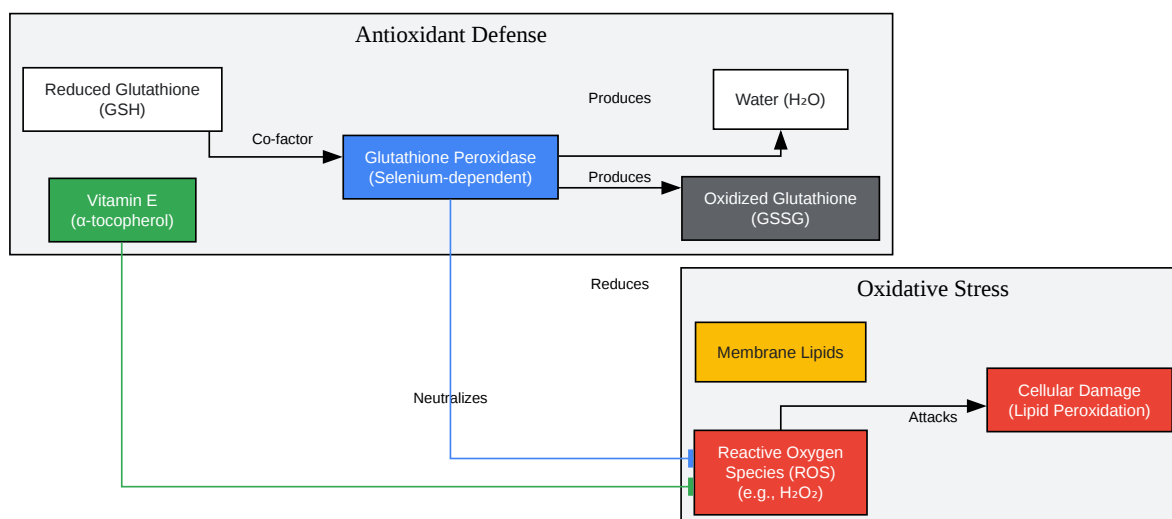 Antioxidant Defense
Reduced Glutathione
(GSH)
Produces
Water (H₂O)
Co-factor
Glutathione Peroxidase
(Selenium-dependent)
Produces
Vitamin E
(α-tocopherol)
Oxidized Glutathione
(GSSG)
Reduces
Oxidative Stress
Membrane Lipids
Neutralizes
Cellular Damage
(Lipid Peroxidation)
Attacks
Reactive Oxygen
Species (ROS)
(e.g., H₂O₂)